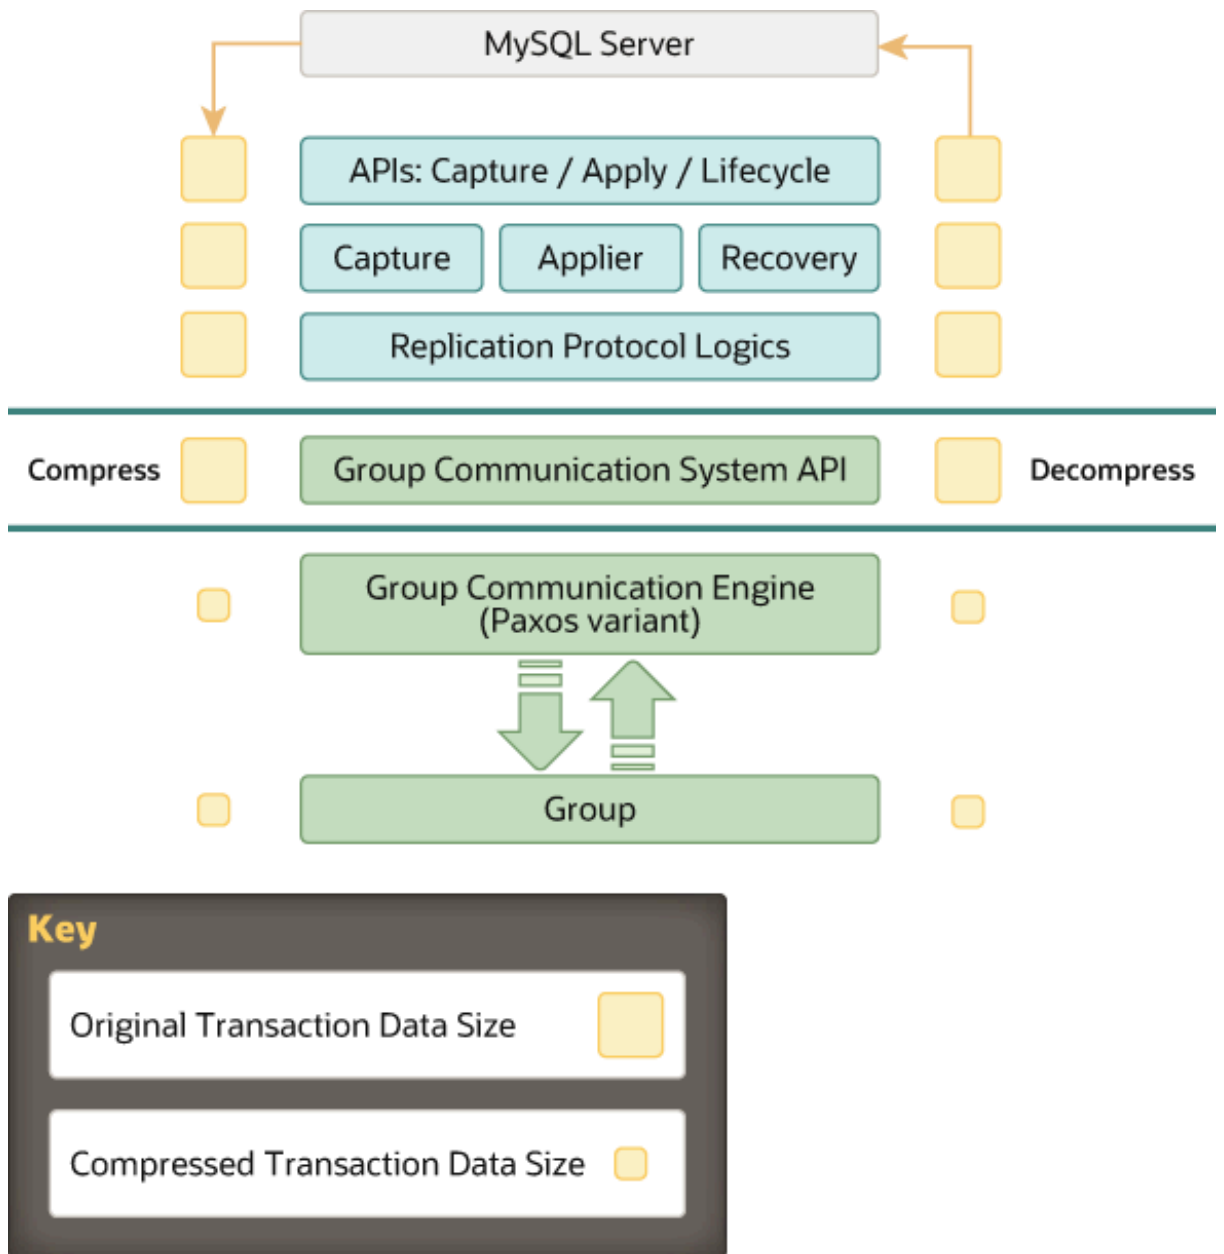 MySQL Server
APIs: Capture / Apply / Lifecycle
Capture
Applier
Recovery
Replication Protocol Logics
Compress
Group Communication System API
Decompress
Group Communication Engine
(Paxos variant)
Group
Key
Original Transaction Data Size
Compressed Transaction Data Size